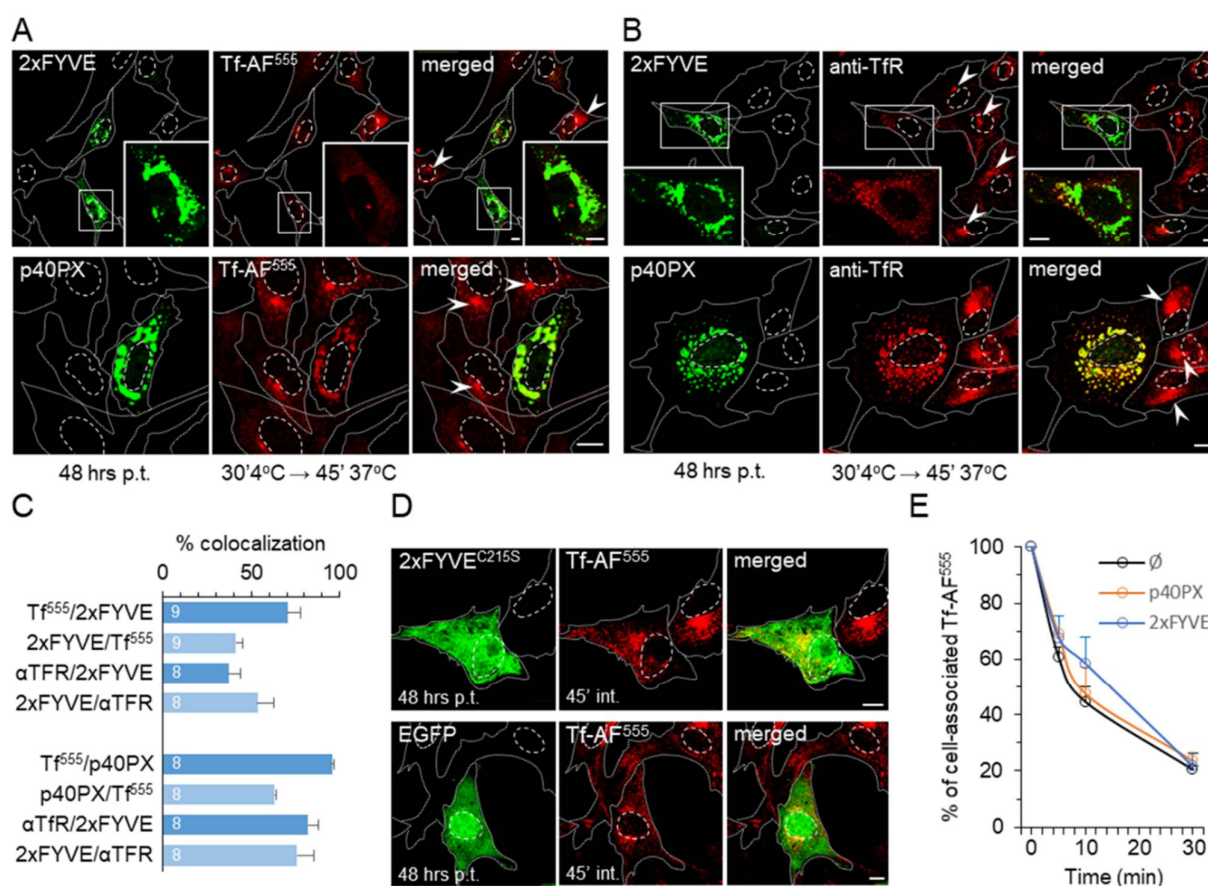 A
2xFYVE
Tf-AF555
merged
p40PX
Tf-AF555
merged
48 hrs p.t.
30'4ºC → 45' 37ºC
B
2xFYVE
anti-TfR
merged
p40PX
anti-TfR
merged
48 hrs p.t.
30'4ºC → 45' 37ºC
C
% colocalization
0 50 100
Tf555/2xFYVE 9
2xFYVE/Tf555 9
αTFR/2xFYVE 8
2xFYVE/αTFR 8
Tf555/p40PX 8
p40PX/Tf555 8
αTfR/2xFYVE 8
2xFYVE/αTFR 8
D
2xFYVEC215S
Tf-AF555
merged
48 hrs p.t.
45' int.
EGFP
Tf-AF555
merged
48 hrs p.t.
45' int.
E
% of cell-associated Tf-AF555
100
80
60
40
20
0
Ø
p40PX
2xFYVE
0 10 20 30
Time (min)